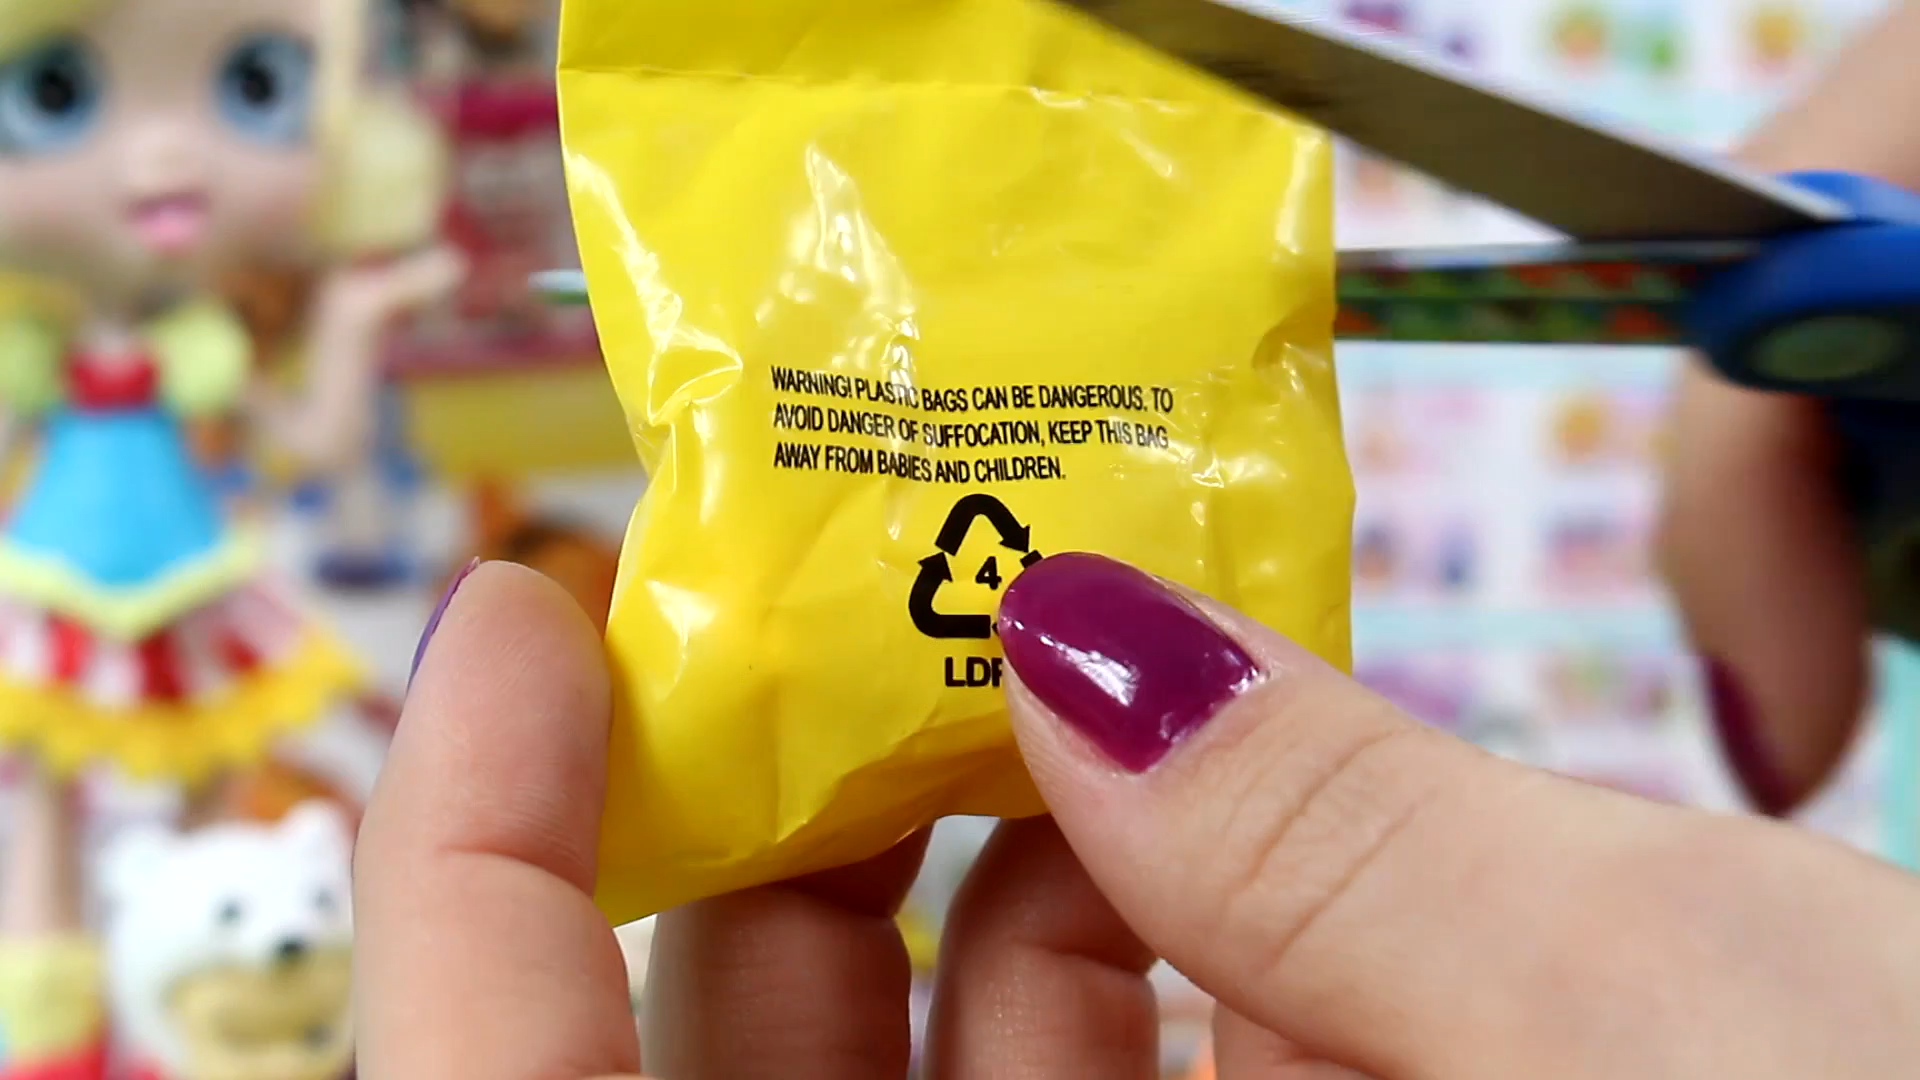 WARNING! PLASTIC BAGS CAN BE DANGEROUS. TO
AVOID DANGER OF SUFFOCATION, KEEP THIS BAG
AWAY FROM BABIES AND CHILDREN.
4